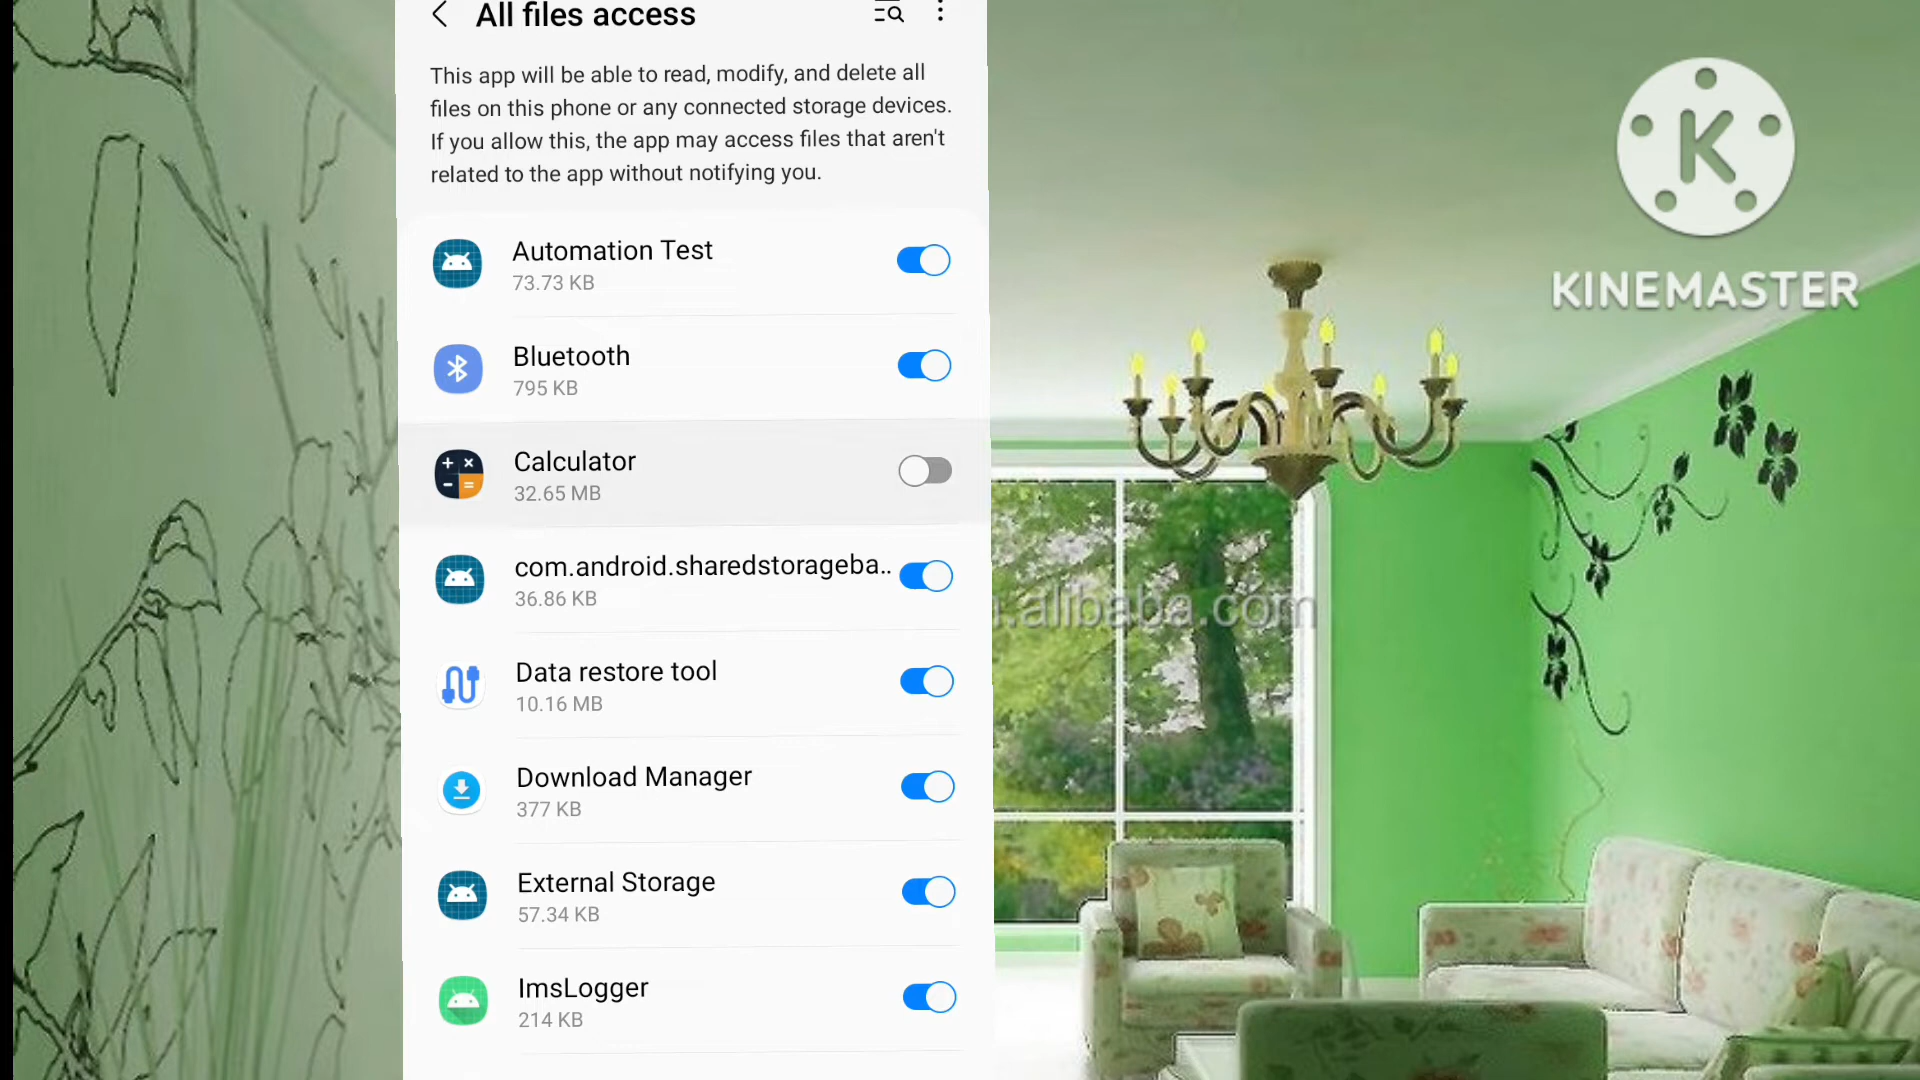 All files access
This app will be able to read, modify, and delete all
files on this phone or any connected storage devices.
If you allow this, the app may access files that aren't
related to the app without notifying you.
Automation Test
73.73 KB
Bluetooth
795 KB
Calculator
32.65 MB
com.android.sharedstorageba..
36.86 KB
Data restore tool
10.16 MB
Download Manager
377 KB
External Storage
57.34 KB
ImsLogger
214 KB
K
KINEMASTER
.alibaba.com